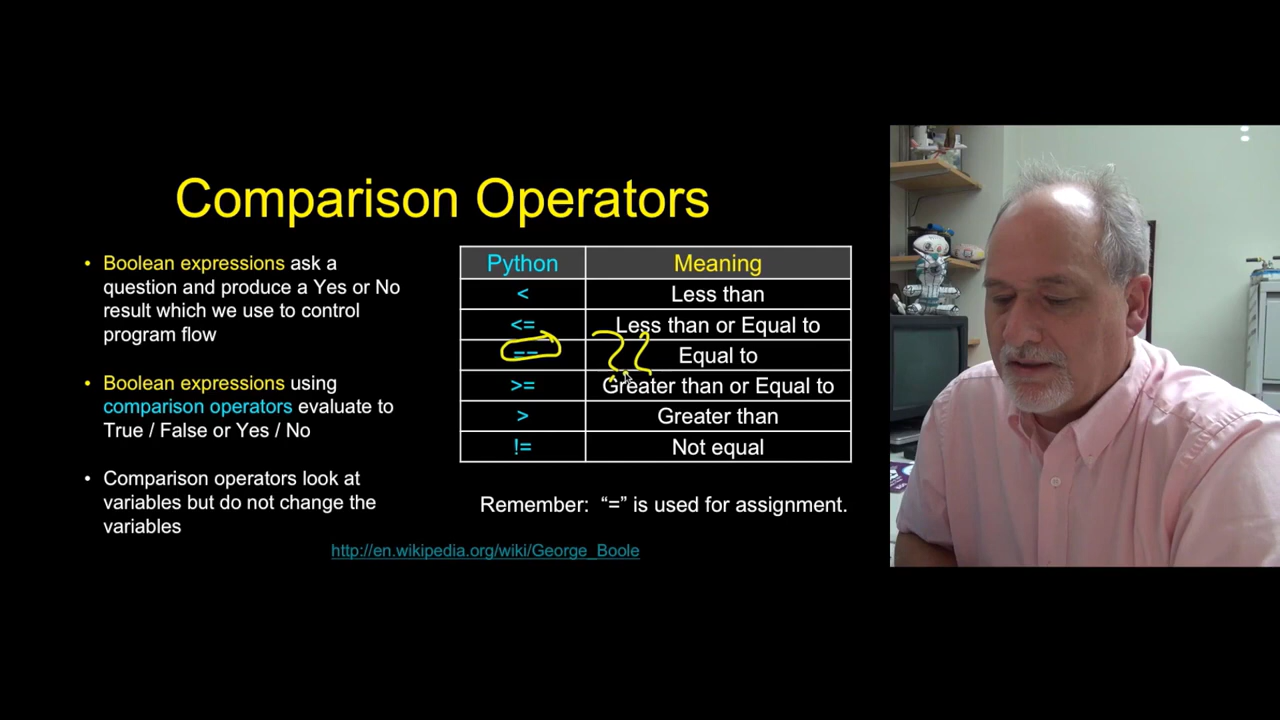 Comparison Operators
• Boolean expressions ask a
question and produce a Yes or No
result which we use to control
program flow
• Boolean expressions using
comparison operators evaluate to
True / False or Yes / No
• Comparison operators look at
variables but do not change the
variables
Python Meaning
< Less than
<= Less than or Equal to
== Equal to
??
>= Greater than or Equal to
> Greater than
!= Not equal
Remember: “=” is used for assignment.
http://en.wikipedia.org/wiki/George_Boole